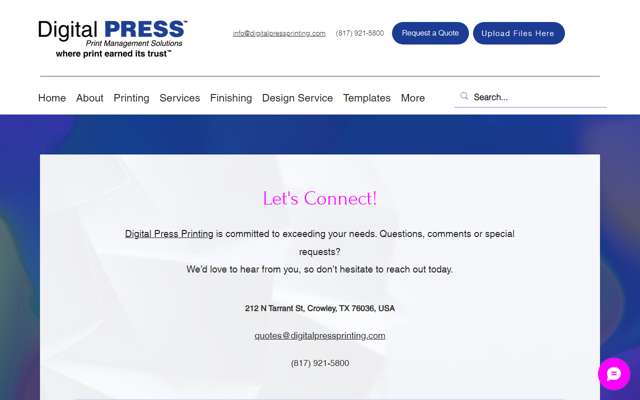 Digital PRESS™
Print Management Solutions
where print earned its trust™
info@digitalpressprinting.com
(817) 921-5800
Request a Quote
Upload Files Here
Home About Printing Services Finishing Design Service Templates More
Search...
Let's Connect!
Digital Press Printing is committed to exceeding your needs. Questions, comments or special
requests?
We'd love to hear from you, so don't hesitate to reach out today.
212 N Tarrant St, Crowley, TX 76036, USA
quotes@digitalpressprinting.com
(817) 921-5800